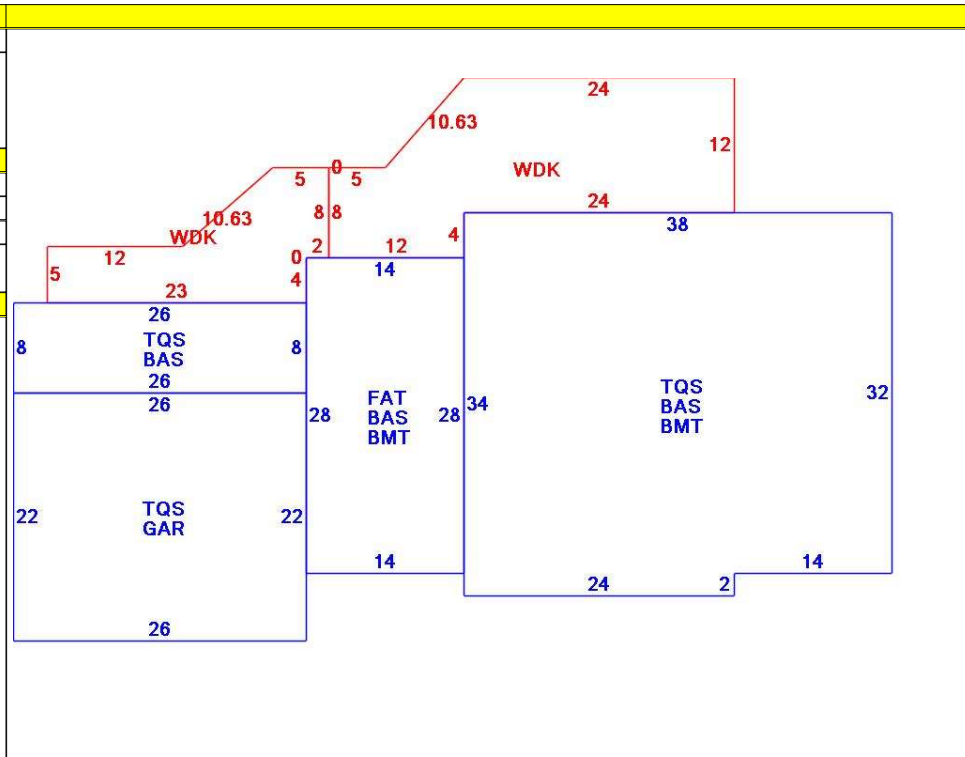 24
10.63
12
0
WDK
5 5
24
10.63 8 8 38
WDK 4
12 2 12
0
5 14
4
23
26
TQS
8 8
BAS
26
26
TQS
32
FAT BAS
28 BAS 28 34 BMT
BMT
TQS
22 22
GAR
14 14
24 2
26